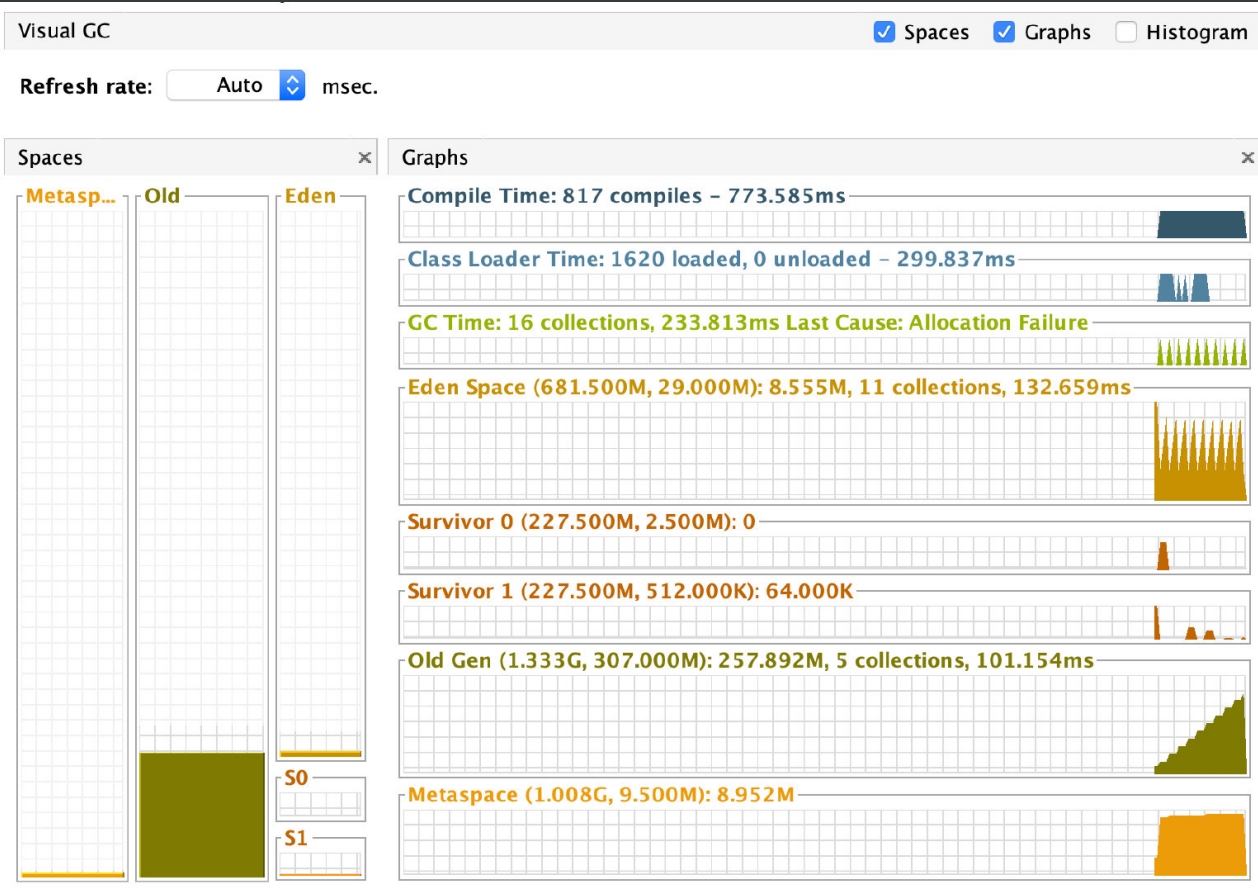 Visual GC
Spaces
Graphs
Histogram
Refresh rate:
Auto
msec.
Spaces
Metasp...
Old
Eden
S0
S1
Graphs
Compile Time: 817 compiles – 773.585ms
Class Loader Time: 1620 loaded, 0 unloaded – 299.837ms
GC Time: 16 collections, 233.813ms Last Cause: Allocation Failure
Eden Space (681.500M, 29.000M): 8.555M, 11 collections, 132.659ms
Survivor 0 (227.500M, 2.500M): 0
Survivor 1 (227.500M, 512.000K): 64.000K
Old Gen (1.333G, 307.000M): 257.892M, 5 collections, 101.154ms
Metaspace (1.008G, 9.500M): 8.952M